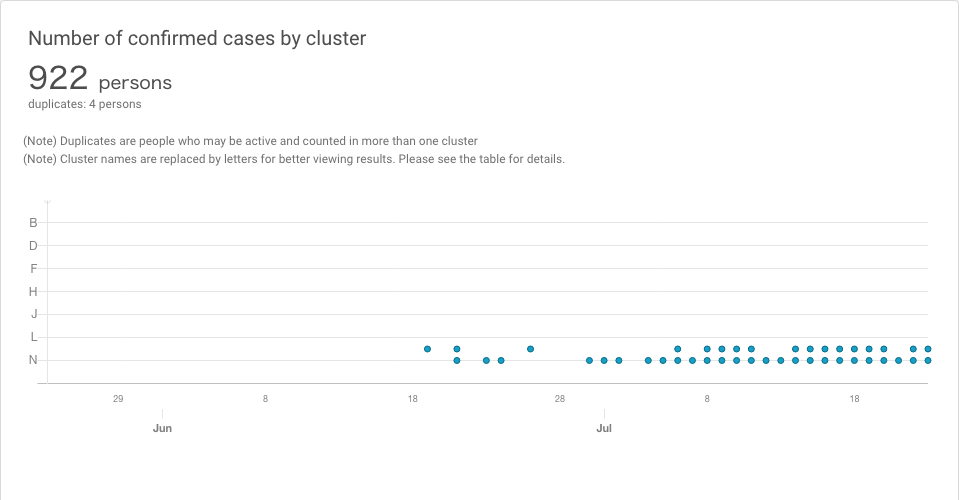 Number of confirmed cases by cluster
922 persons
duplicates: 4 persons
(Note) Duplicates are people who may be active and counted in more than one cluster
(Note) Cluster names are replaced by letters for better viewing results. Please see the table for details.
B
D
F
H
J
L
N
29 8 18 28 8 18
Jun Jul